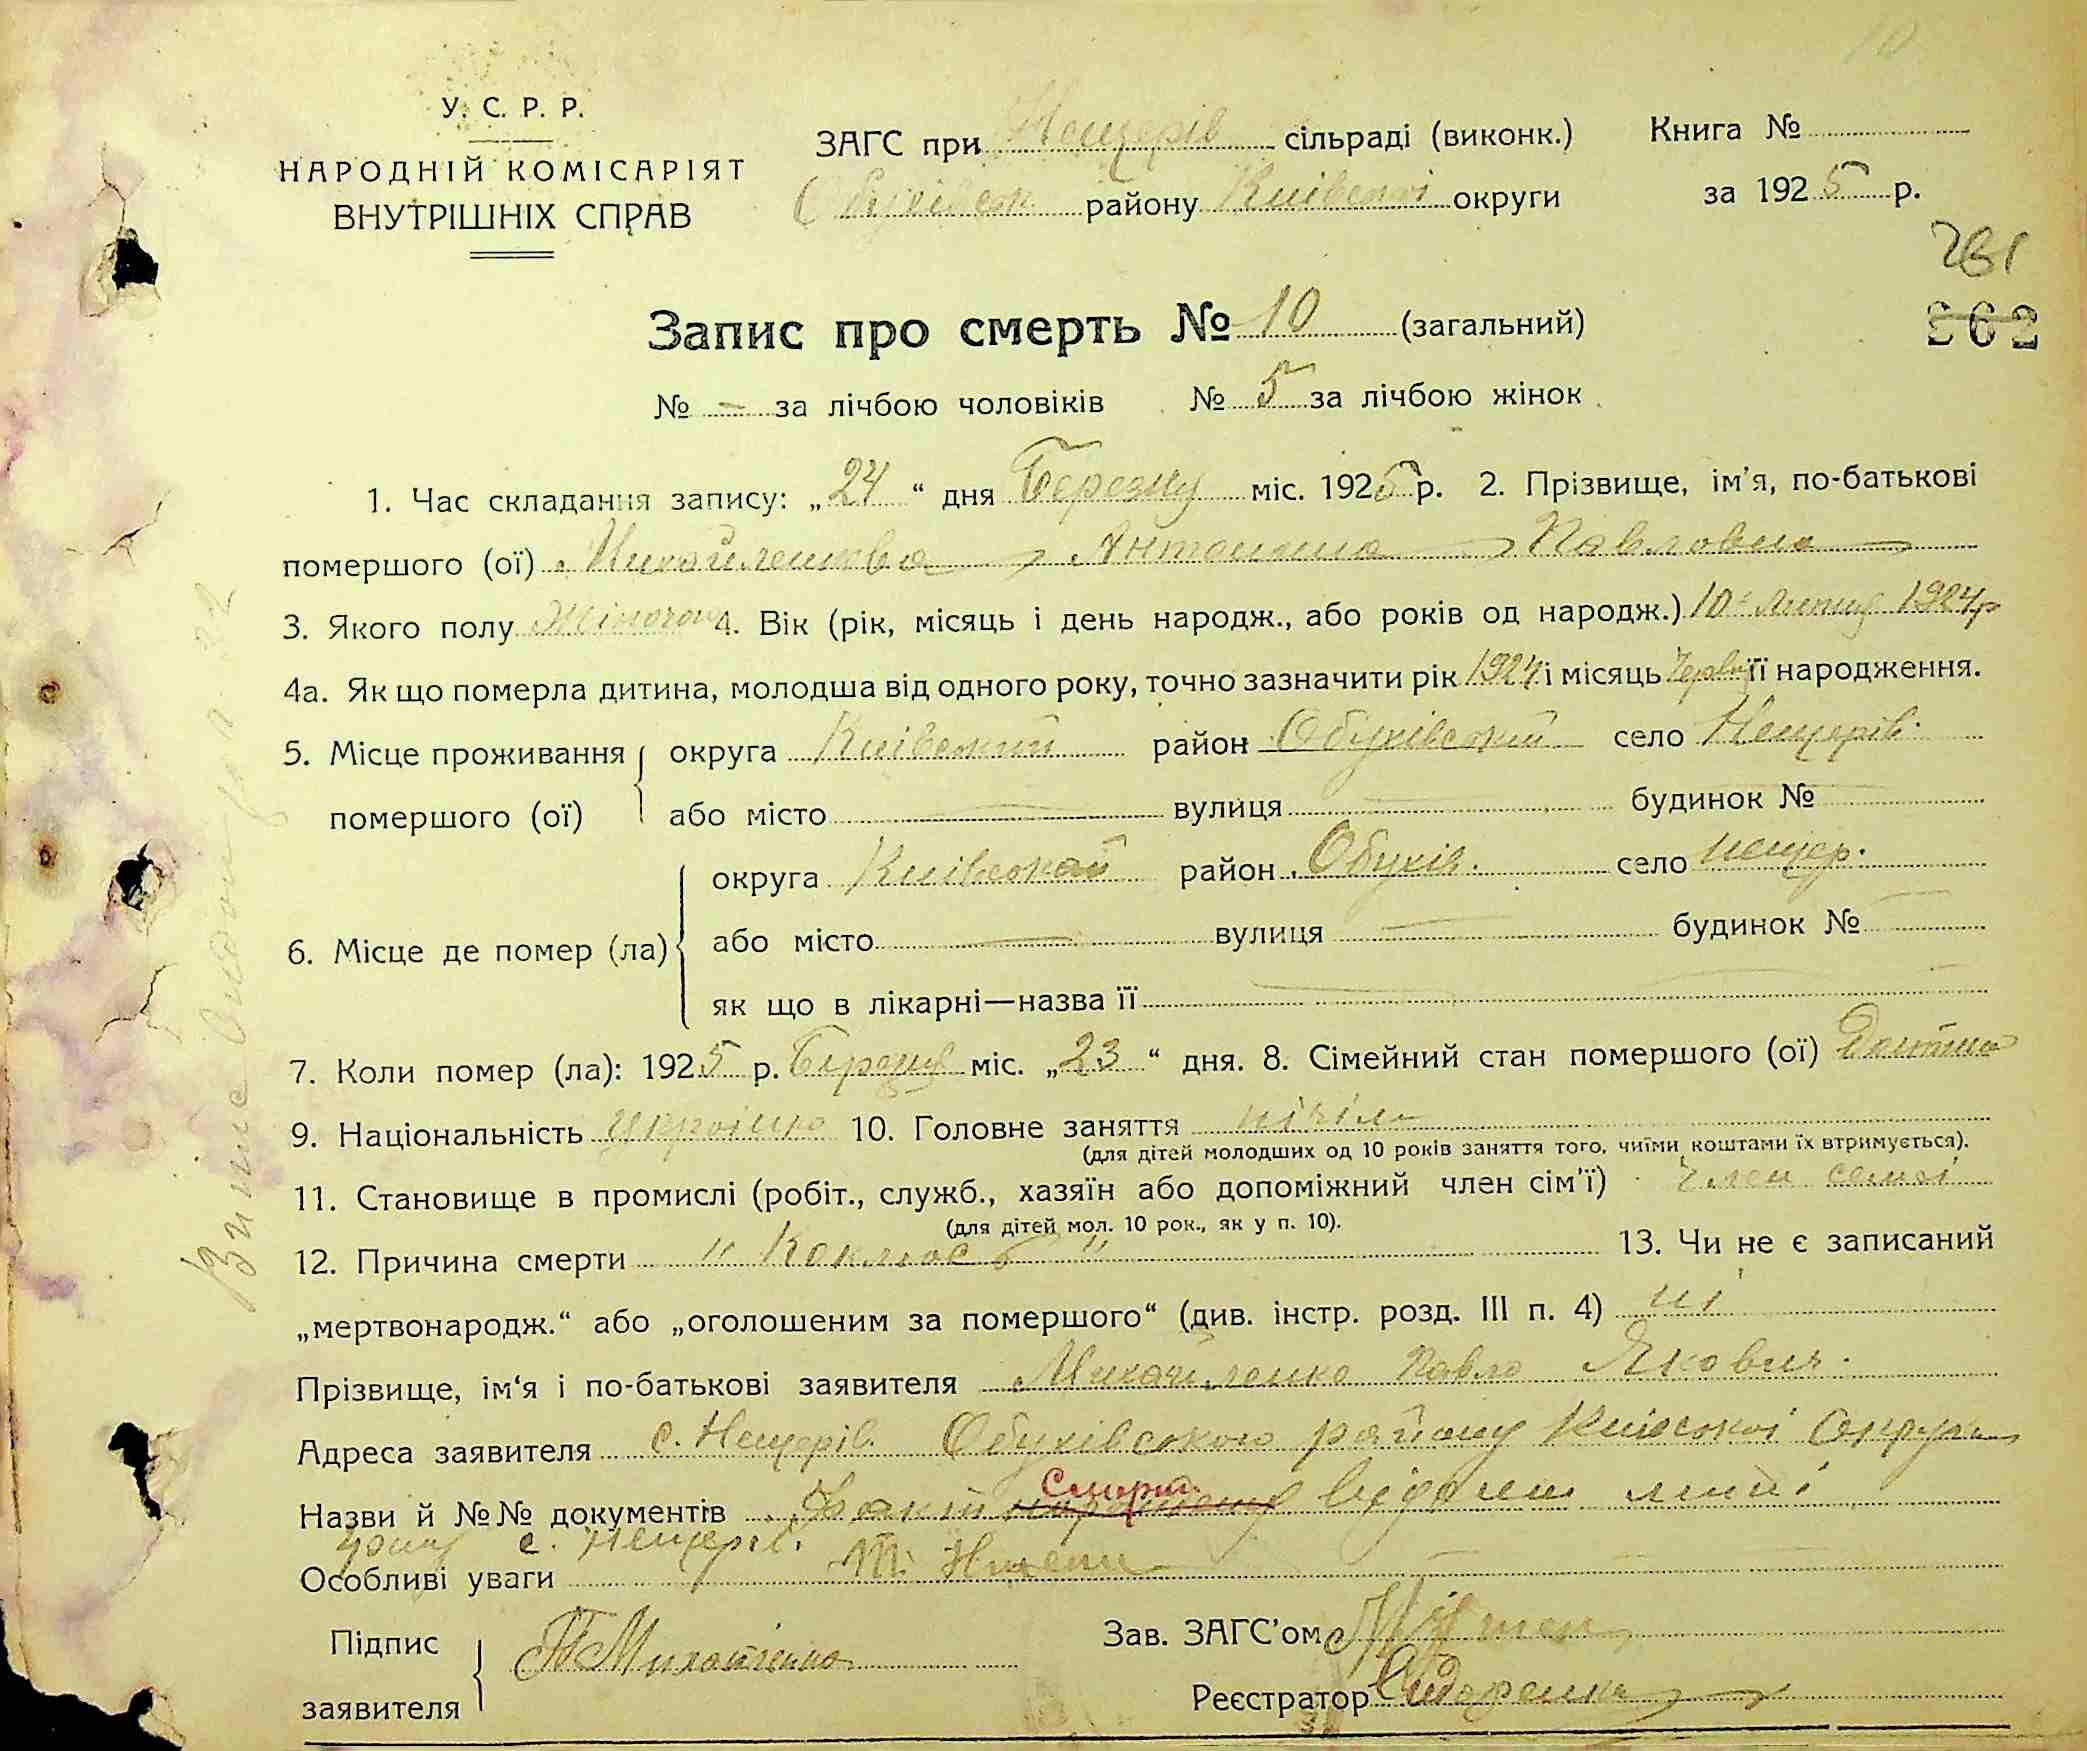 У. С. Р. Р.
НАРОДНІЙ КОМІСАРІЯТ
ВНУТРІШНІХ СПРАВ
ЗАГС при Нещерів сільраді (виконк.)
Обухівськ району Київської округи
Книга №
за 1925 р.
261
362
Запис про смерть № 10 (загальний)
№ — за лічбою чоловіків № 5 за лічбою жінок
1. Час складання запису: „24“ дня Березня міс. 1925 р. 2. Прізвище, ім'я, по-батькові
помершого (ої) Антонина Павловна
3. Якого полу Жіночого 4. Вік (рік, місяць і день народж., або років од народж.) 10 1924 р
4а. Як що померла дитина, молодша від одного року, точно зазначити рік 1924 і місяць її народження.
5. Місце проживання помершого (ої) округа Київський район Обухівський село Нещерів
або місто — вулиця — будинок № —
6. Місце де помер (ла) округа Київський район Обухів. село Нещер.
або місто — вулиця — будинок № —
як що в лікарні—назва її —
7. Коли помер (ла): 1925 р. міс. „23“ дня. 8. Сімейний стан помершого (ої) Дитина
9. Національність 10. Головне заняття
(для дітей молодших од 10 років заняття того, чиїми коштами їх втримується).
11. Становище в промислі (робіт., служб., хазяїн або допоміжний член сім'ї) Член семьї
(для дітей мол. 10 рок., як у п. 10).
12. Причина смерти „Коклюс“ 13. Чи не є записаний
„мертвонародж.“ або „оголошеним за помершого“ (див. інстр. розд. III п. 4) ні
Прізвище, ім'я і по-батькові заявителя Михайленко Павло Якович.
Адреса заявителя с. Нещерів Обухівського району Київської Округи
Назви й №№ документів Факт Смерти
с. Нещерів.
Особливі уваги
Підпис заявителя П Михайленко
Зав. ЗАГС'ом
Реєстратор Сидоренко